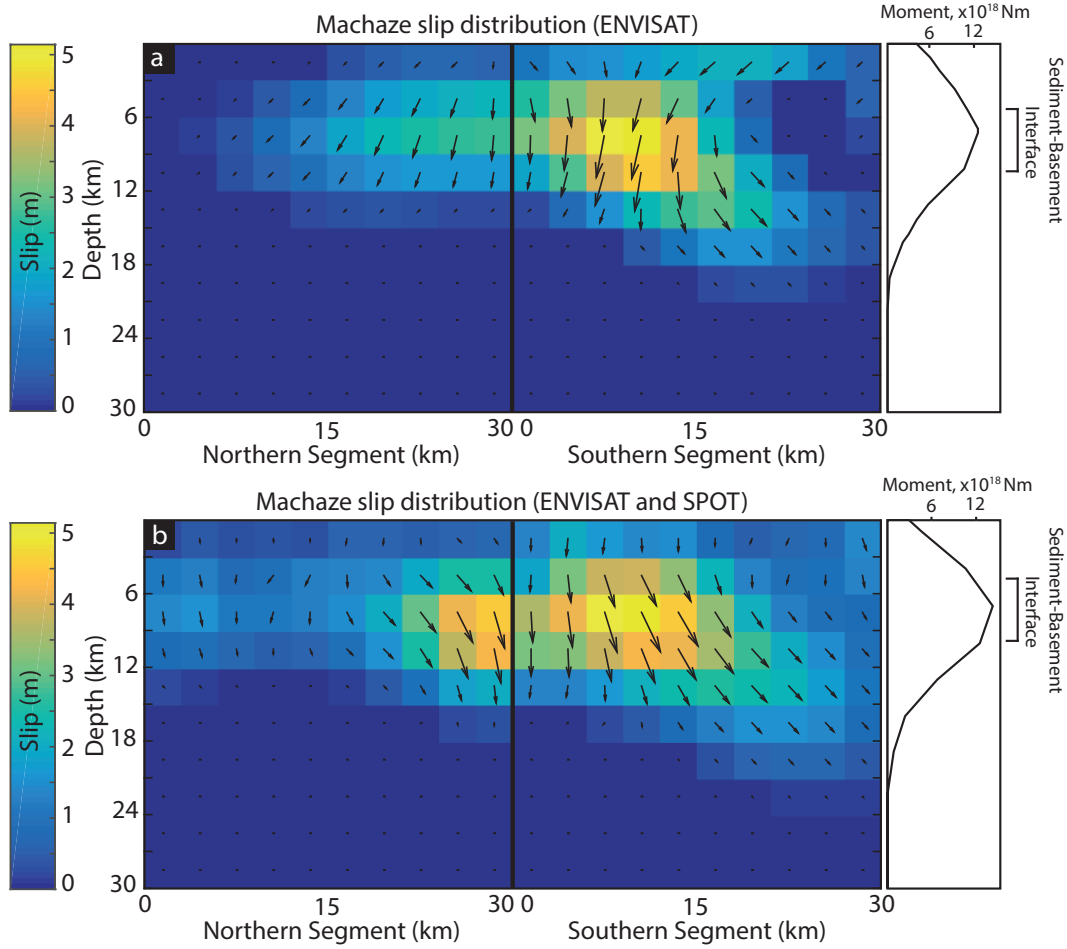 Machaze slip distribution (ENVISAT)
Moment, x10¹⁸ Nm
6 12
a
5
4
3
2
1
0
Slip (m)
Depth (km)
6
12
18
24
30
0 15 30 0 30
Northern Segment (km) Southern Segment (km)
Sediment-Basement
Interface
Machaze slip distribution (ENVISAT and SPOT)
Moment, x10¹⁸ Nm
6 12
b
5
4
3
2
1
0
Slip (m)
Depth (km)
6
12
18
24
30
0 15 30 0 15 30
Northern Segment (km) Southern Segment (km)
Sediment-Basement
Interface